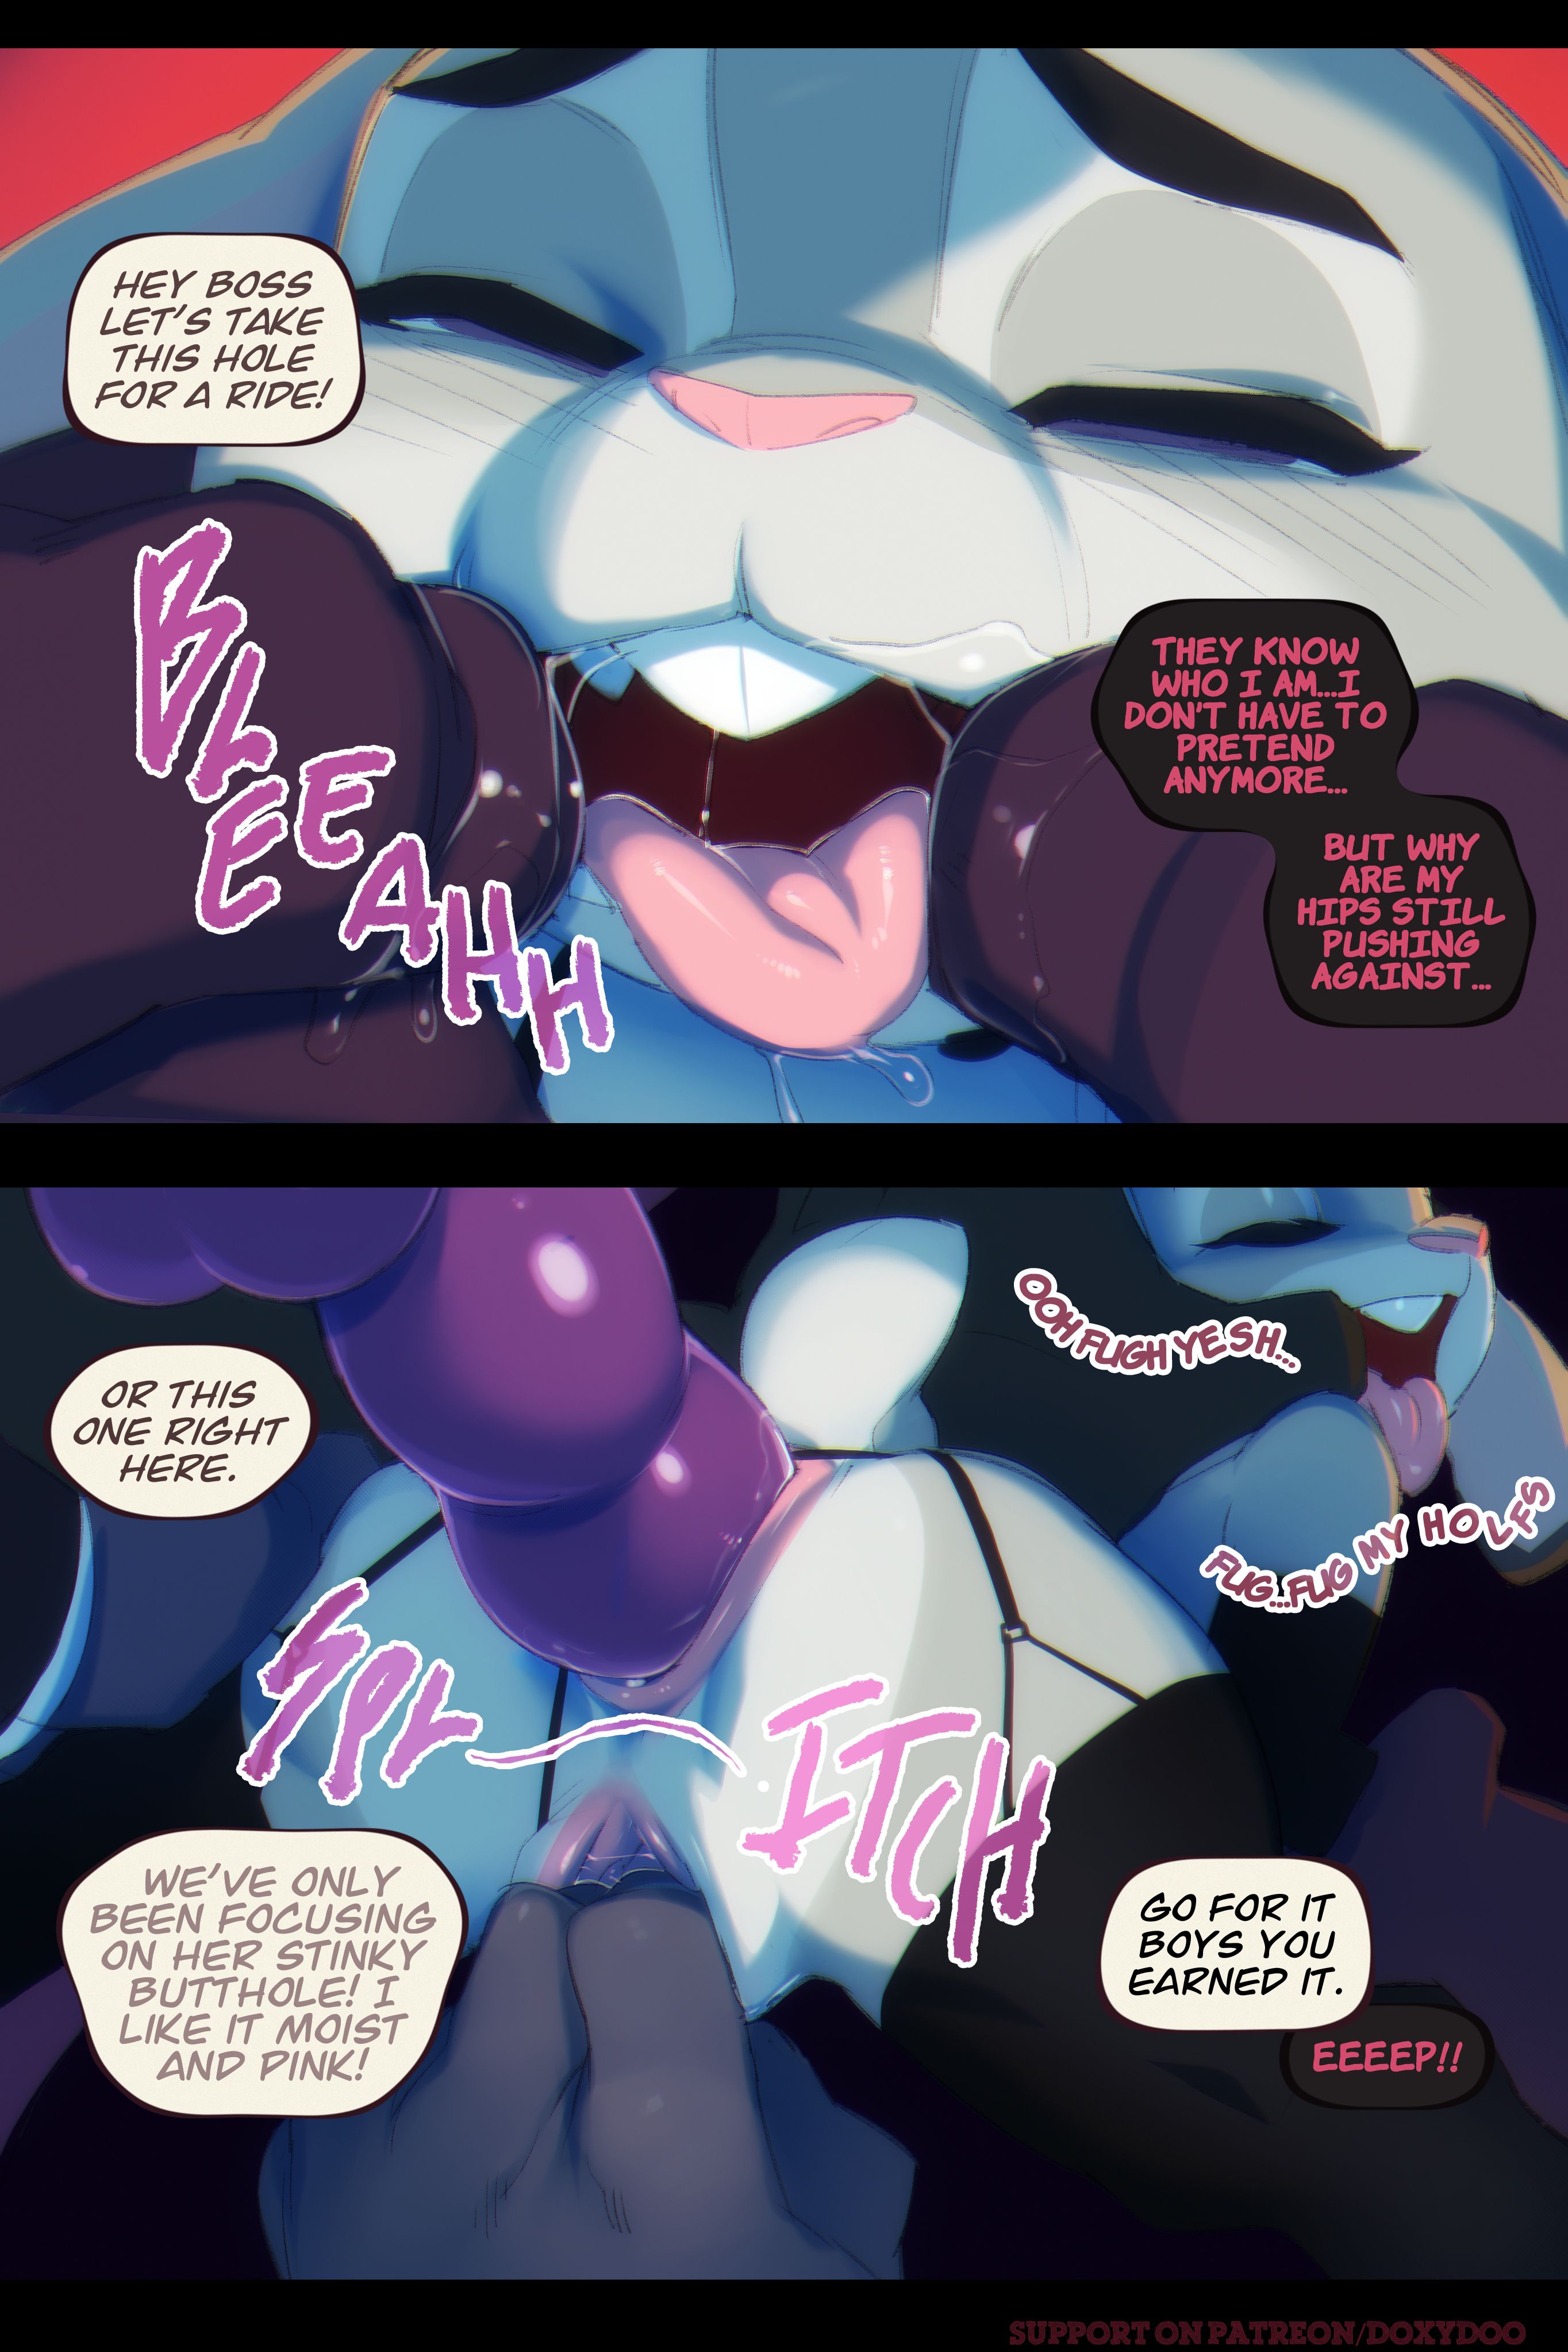 HEY BOSS
LET'S TAKE
THIS HOLE
FOR A RIDE!
BLEEAHH
THEY KNOW
WHO I AM...I
DON'T HAVE TO
PRETEND
ANYMORE...
BUT WHY
ARE MY
HIPS STILL
PUSHING
AGAINST...
OOH FUGH YESH...
OR THIS
ONE RIGHT
HERE.
FUG...FUG MY HOLFS
SPL ITCH
WE'VE ONLY
BEEN FOCUSING
ON HER STINKY
BUTTHOLE! I
LIKE IT MOIST
AND PINK!
GO FOR IT
BOYS YOU
EARNED IT.
EEEEP!!
SUPPORT ON PATREON/DOXYDOO